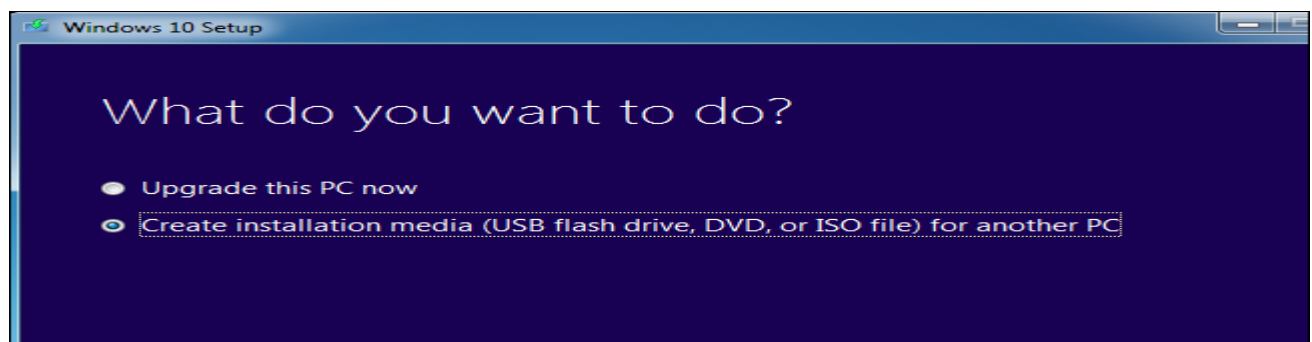 Windows 10 Setup
What do you want to do?
Upgrade this PC now
Create installation media (USB flash drive, DVD, or ISO file) for another PC